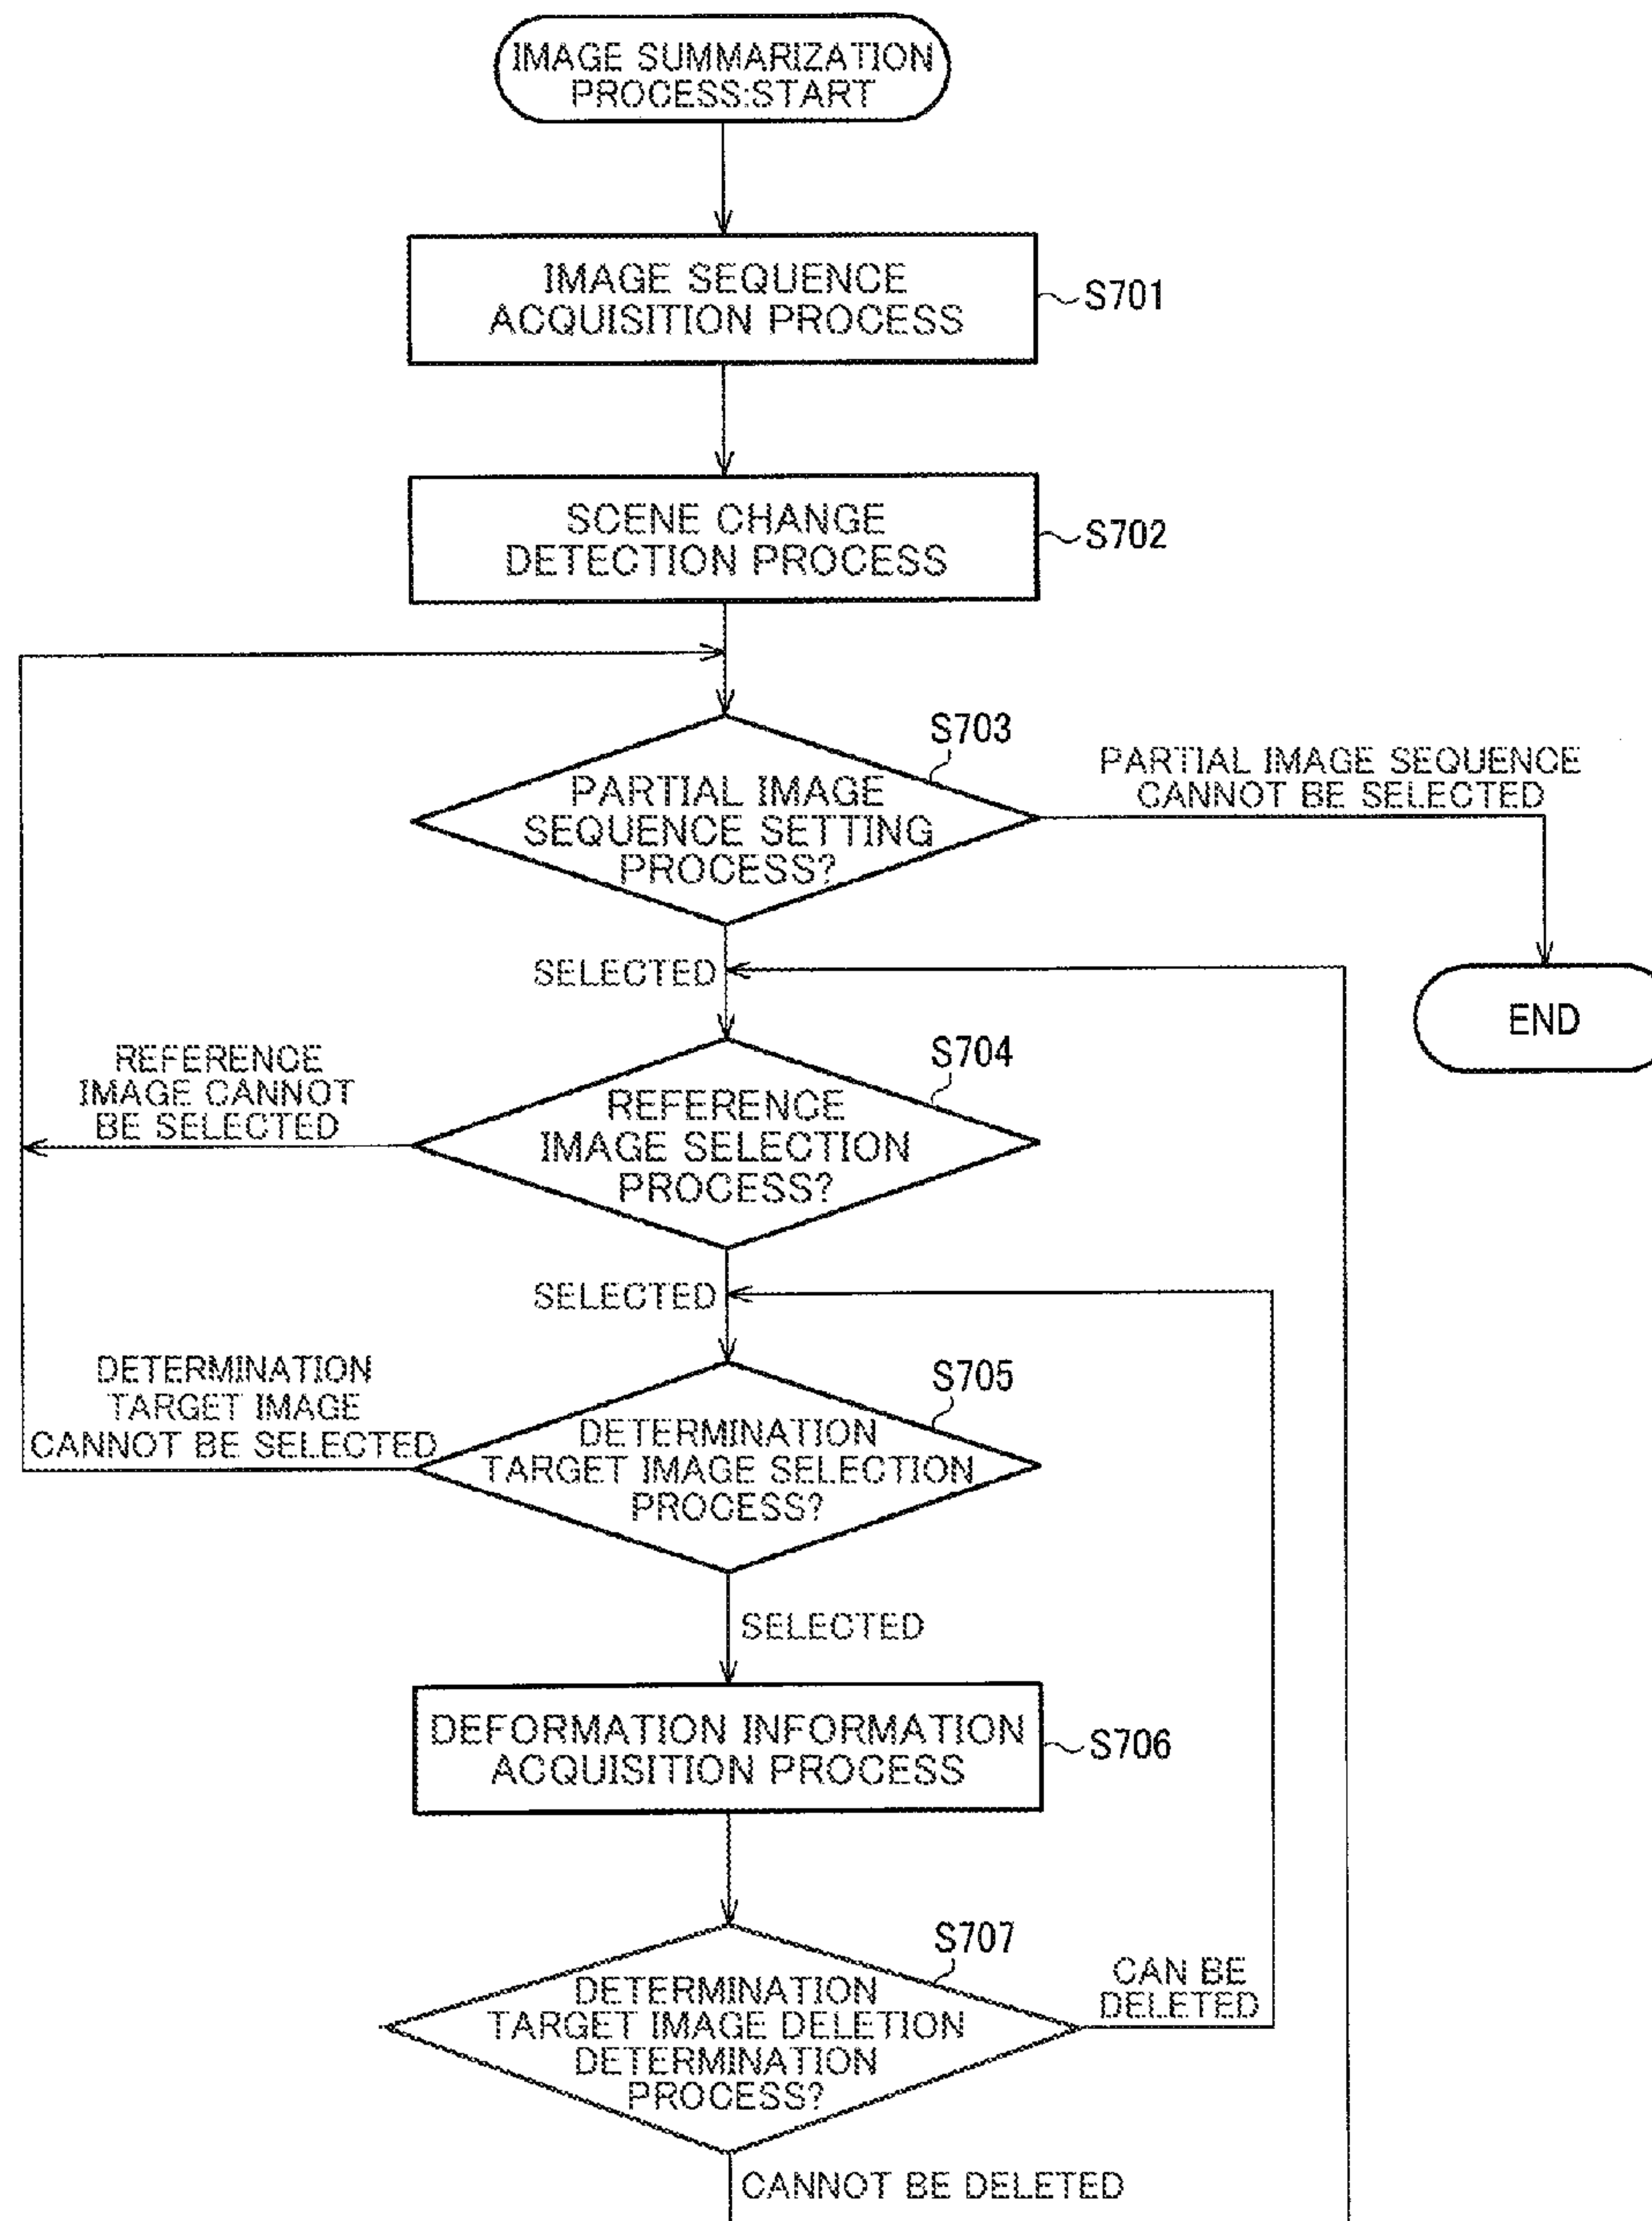 IMAGE SUMMARIZATION
PROCESS:START
IMAGE SEQUENCE
ACQUISITION PROCESS
S701
SCENE CHANGE
DETECTION PROCESS
S702
S703
PARTIAL IMAGE
SEQUENCE SETTING
PROCESS?
PARTIAL IMAGE SEQUENCE
CANNOT BE SELECTED
SELECTED
END
S704
REFERENCE
IMAGE SELECTION
PROCESS?
REFERENCE
IMAGE CANNOT
BE SELECTED
SELECTED
S705
DETERMINATION
TARGET IMAGE SELECTION
PROCESS?
DETERMINATION
TARGET IMAGE
CANNOT BE SELECTED
SELECTED
DEFORMATION INFORMATION
ACQUISITION PROCESS
S706
S707
DETERMINATION
TARGET IMAGE DELETION
DETERMINATION
PROCESS?
CAN BE
DELETED
CANNOT BE DELETED